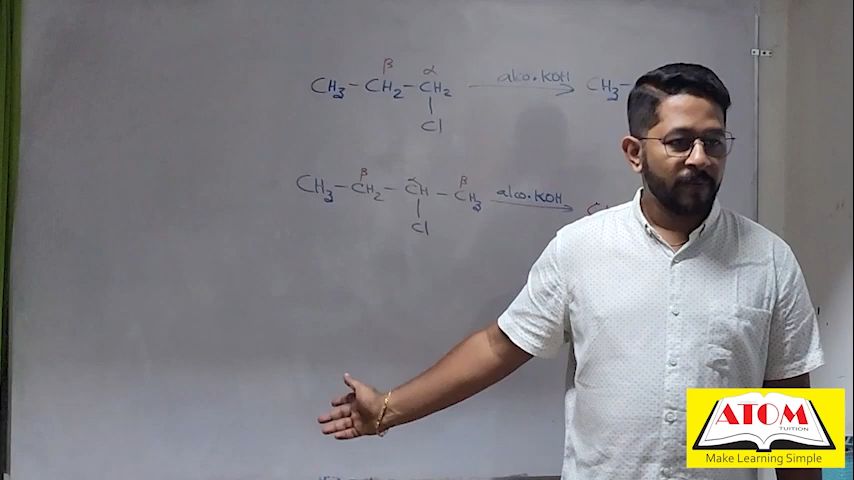 β α alco.KOH
CH3 - CH2 - CH2 → CH3 -
|
Cl
β α β
CH3 - CH2 - CH - CH3 alco.KOH →
|
Cl
ATOM
TUITION
Make Learning Simple